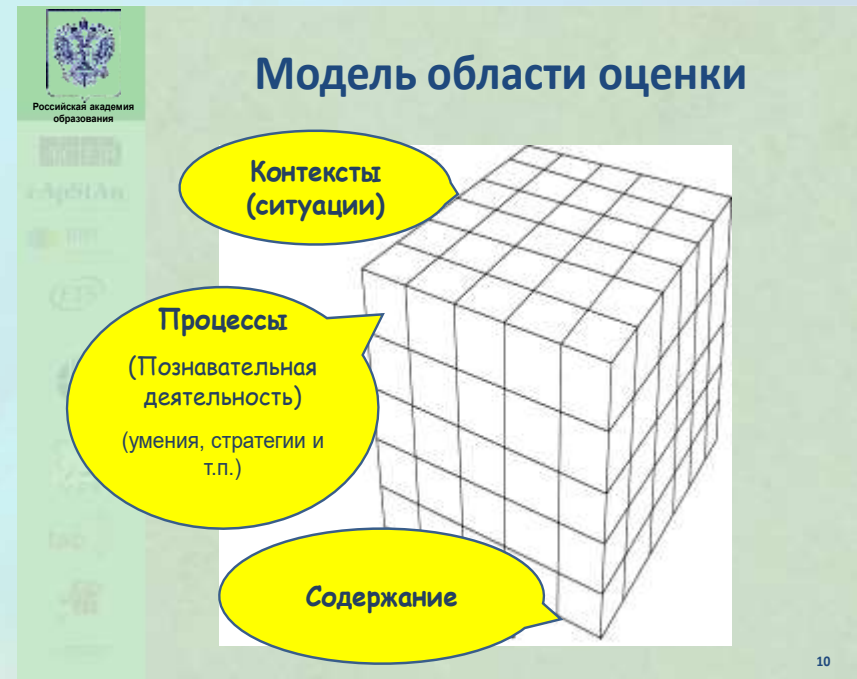 Российская академия
образования
Модель области оценки
Контексты
(ситуации)
Процессы
(Познавательная
деятельность)
(умения, стратегии и
т.п.)
Содержание
10